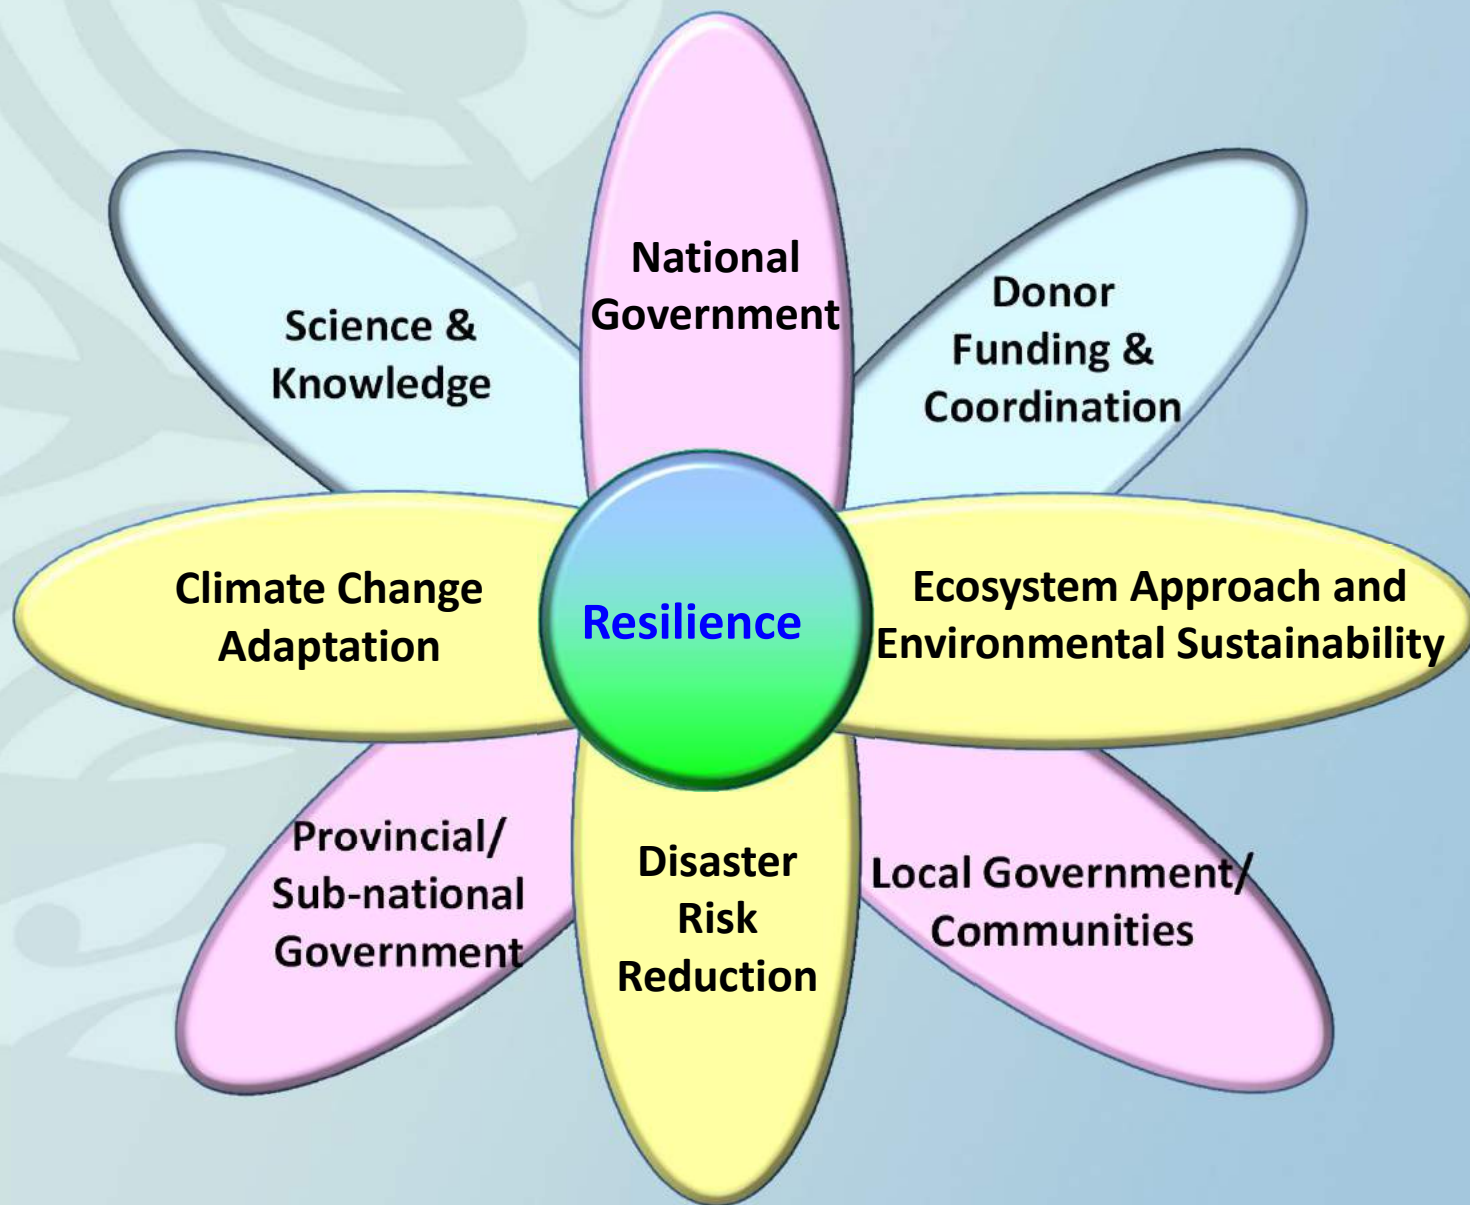 National
Government
Donor
Funding &
Coordination
Science &
Knowledge
Climate Change
Adaptation
Resilience
Ecosystem Approach and
Environmental Sustainability
Provincial/
Sub-national
Government
Disaster
Risk
Reduction
Local Government/
Communities